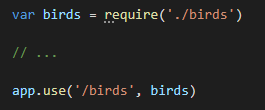 var birds = require('./birds')
// ...
app.use('/birds', birds)